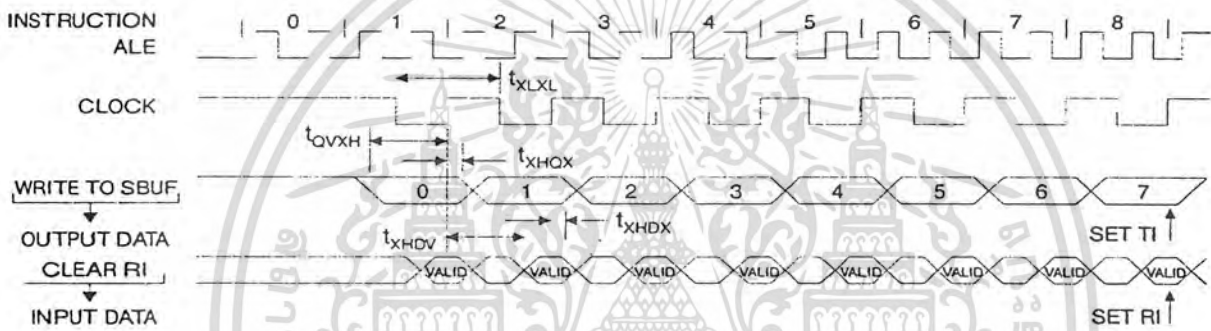 INSTRUCTION 0 1 2 3 4 5 6 7 8
ALE
tXLXL
CLOCK
tQVXH
tXHQX
WRITE TO SBUF 0 1 2 3 4 5 6 7
tXHDX
OUTPUT DATA
tXHDV
SET TI
CLEAR RI VALID VALID VALID VALID VALID VALID VALID VALID
INPUT DATA
SET RI